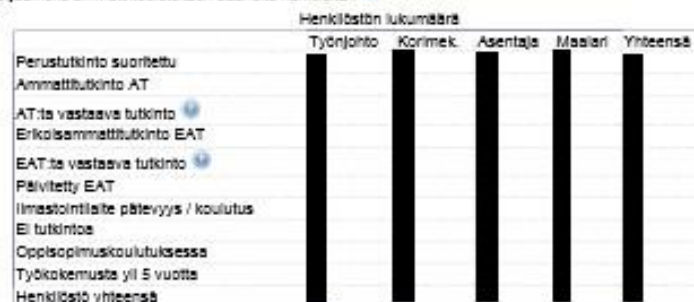 Henkilöstön lukumäärä
Työnjohto Korimek. Asentaja Maalari Yhteensä
Perustutkinto suoritettu
Ammattitutkinto AT
AT:ta vastaava tutkinto
Erikoisammattitutkinto EAT
EAT:ta vastaava tutkinto
Päivitetty EAT
Ilmastointilaite pätevyys / koulutus
Ei tutkintoa
Oppisopimuskoulutuksessa
Työkokemusta yli 5 vuotta
Henkilöstö yhteensä